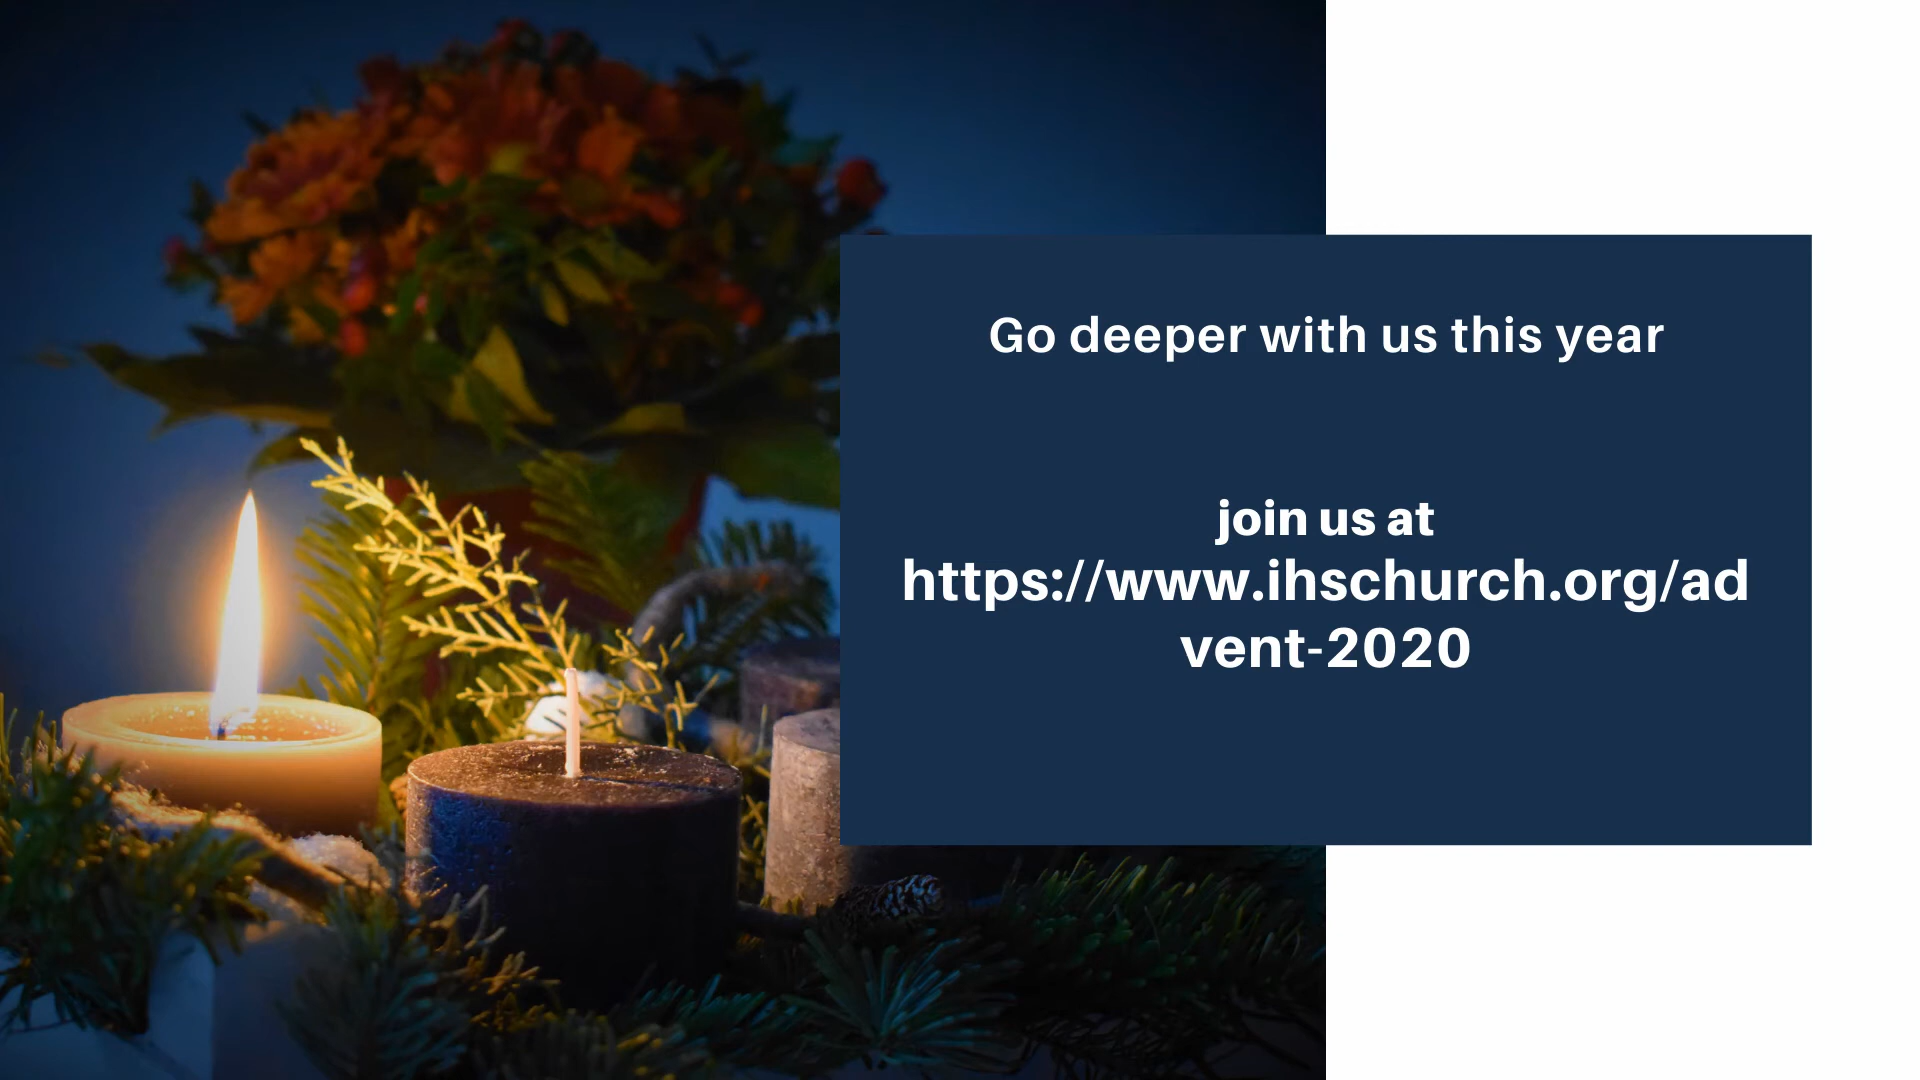 Go deeper with us this year
join us at
https://www.ihschurch.org/ad
vent-2020